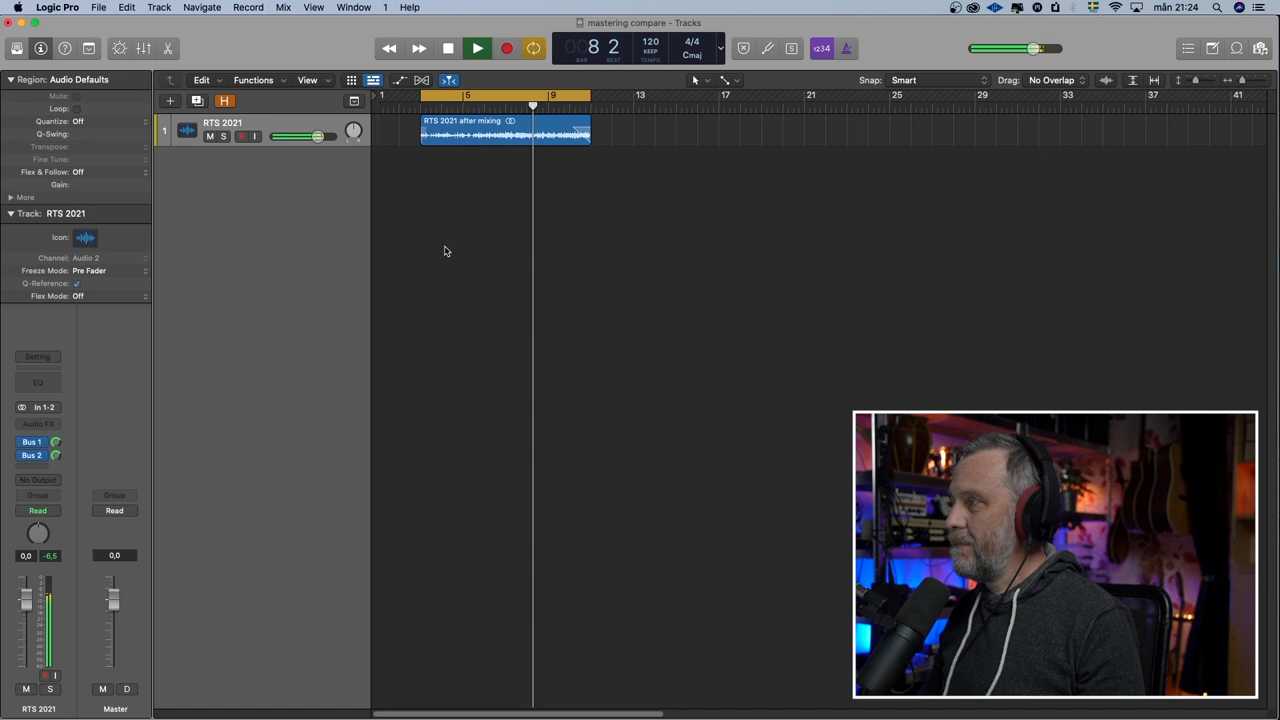 Logic Pro File Edit Track Navigate Record Mix View Window 1 Help mån 21:24
mastering compare - Tracks
008 2 120 4/4
BAR BEAT KEEP TEMPO Cmaj
1234
S
Region: Audio Defaults
Edit Functions View Snap: Smart Drag: No Overlap
Mute:
Loop:
Quantize: Off
Q-Swing:
Transpose:
Fine Tune:
Flex & Follow: Off
Gain:
More
H
1 5 9 13 17 21 25 29 33 37 41
1 RTS 2021
M S R I
RTS 2021 after mixing
Track: RTS 2021
Icon:
Channel: Audio 2
Freeze Mode: Pre Fader
Q-Reference:
Flex Mode: Off
Setting
EQ
In 1-2
Audio FX
Bus 1
Bus 2
No Output
Group Group
Read Read
0,0 -6,5 0,0
R I
M S M D
RTS 2021 Master